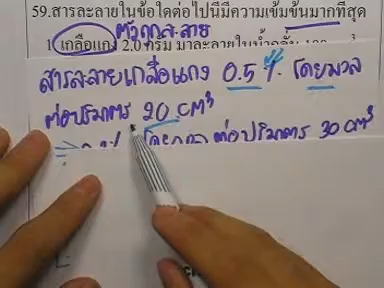 59.สารละลายในข้อใดต่อไปนี้มีความเข้มข้นมากที่สุด
ตัวถูกละลาย
1 เกลือแกง 2.0 กรัม มาละลายในน้ำกลั่น
สารละลายเกลือแกง 0.5 % โดยมวล
ต่อปริมาตร 20 cm³
ต่อปริมาตร 30 cm³